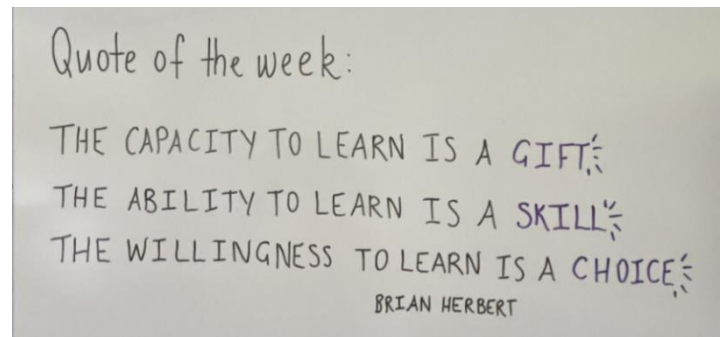 Quote of the week:
THE CAPACITY TO LEARN IS A GIFT
THE ABILITY TO LEARN IS A SKILL
THE WILLINGNESS TO LEARN IS A CHOICE
BRIAN HERBERT